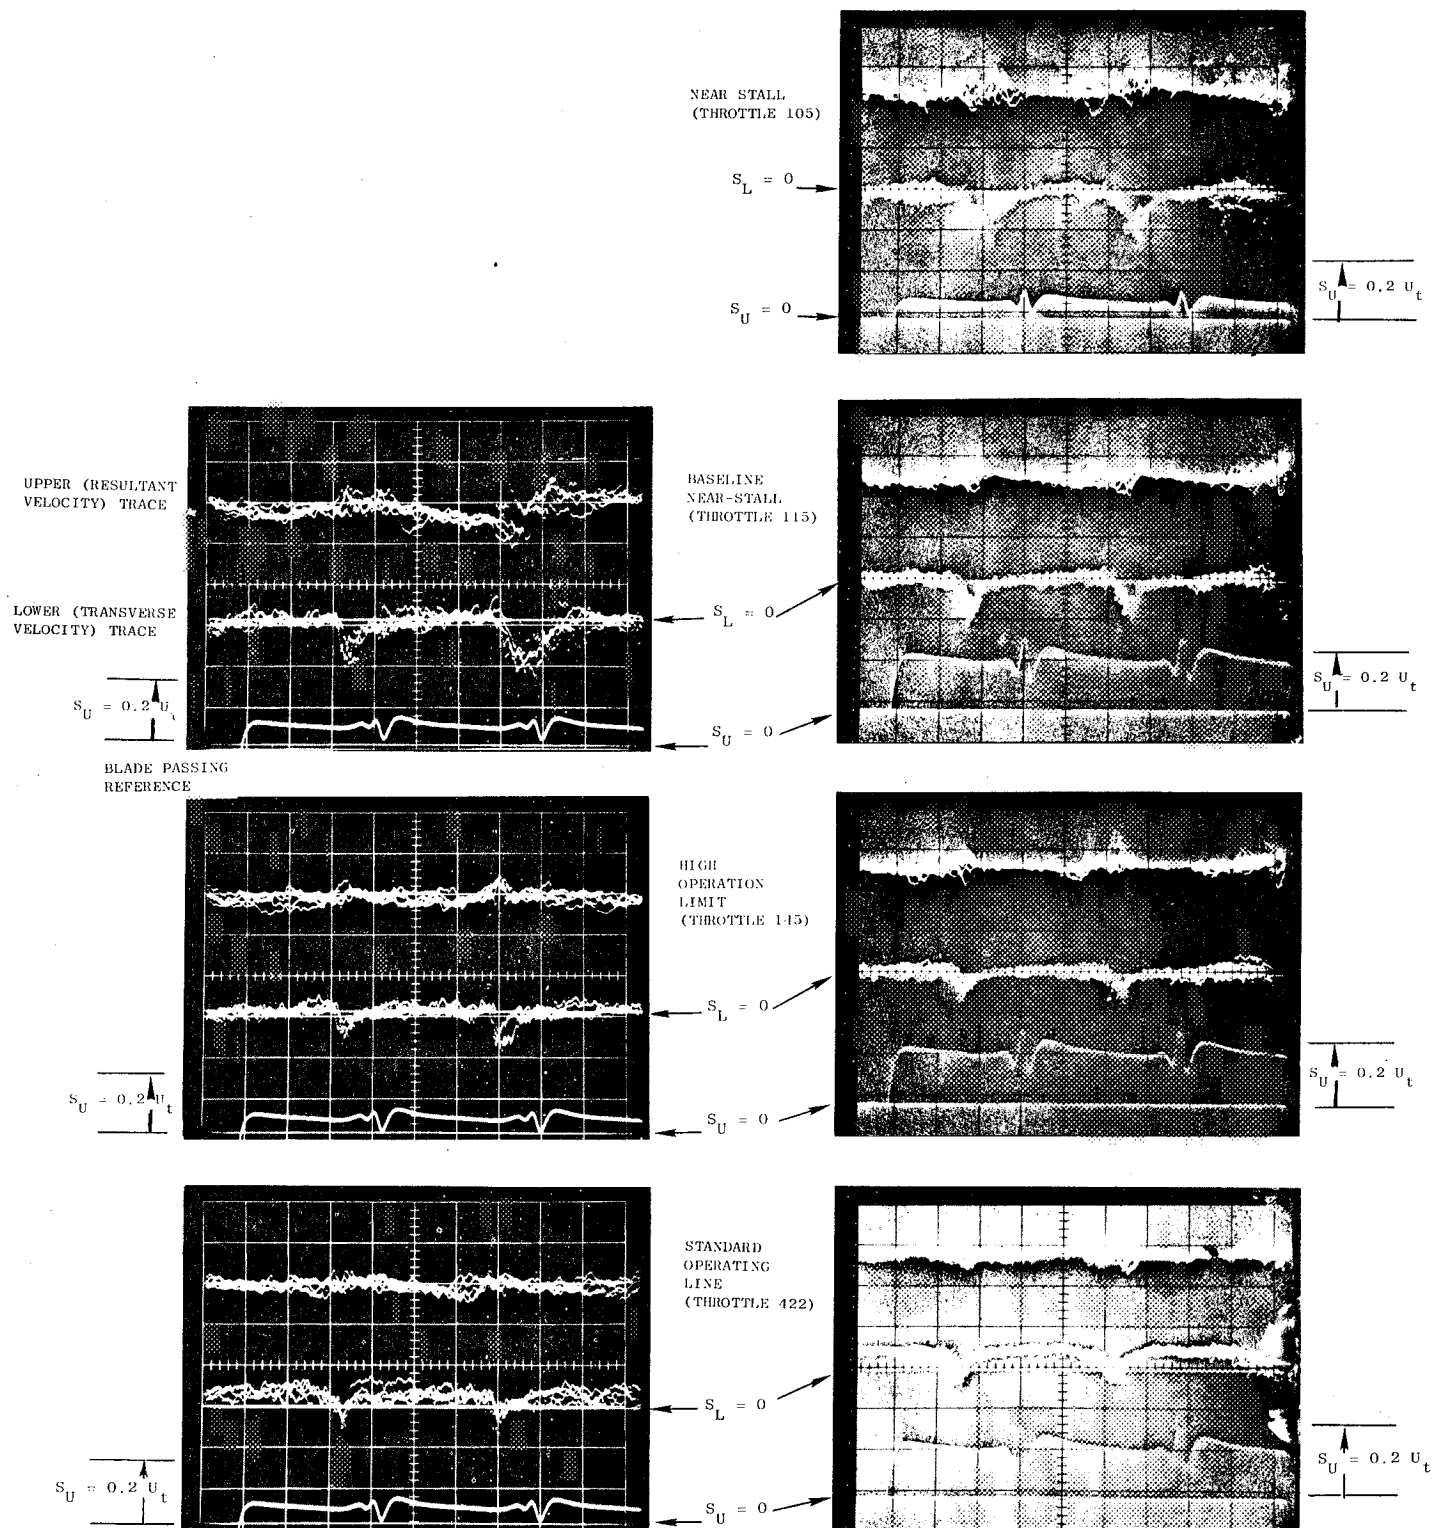 NEAR STALL
(THROTTLE 105)
S_L = 0
S_U = 0
S_U = 0.2 U_t
UPPER (RESULTANT
VELOCITY) TRACE
LOWER (TRANSVERSE
VELOCITY) TRACE
S_U = 0.2 U
BLADE PASSING
REFERENCE
BASELINE
NEAR-STALL
(THROTTLE 115)
S_L = 0
S_U = 0
S_U = 0.2 U_t
HIGH
OPERATION
LIMIT
(THROTTLE 145)
S_L = 0
S_U = 0.2 U_t
S_U = 0
S_U = 0.2 U_t
STANDARD
OPERATING
LINE
(THROTTLE 422)
S_L = 0
S_U = 0.2 U_t
S_U = 0
S_U = 0.2 U_t